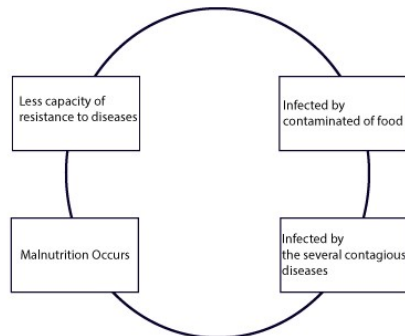 Less capacity of
resistance to diseases
Infected by
contaminated of food
Malnutrition Occurs
Infected by
the several contagious
diseases